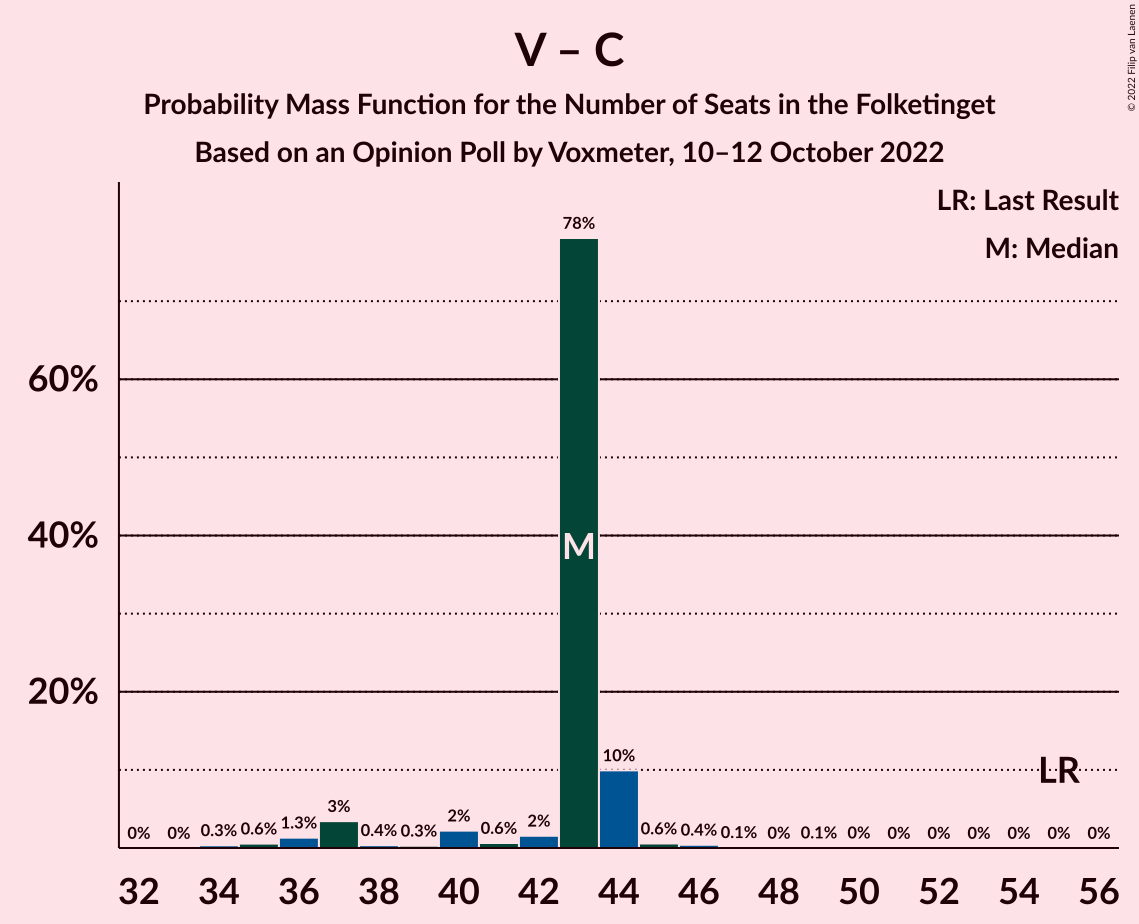 V – C
Probability Mass Function for the Number of Seats in the Folketinget
Based on an Opinion Poll by Voxmeter, 10–12 October 2022
© 2022 Filip van Laenen
LR: Last Result
M: Median
78%
60%
M
40%
20%
10%
LR
0% 0% 0.3% 0.6% 1.3% 3% 0.4% 0.3% 2% 0.6% 2% 0.6% 0.4% 0.1% 0% 0.1% 0% 0% 0% 0% 0% 0% 0%
32 34 36 38 40 42 44 46 48 50 52 54 56